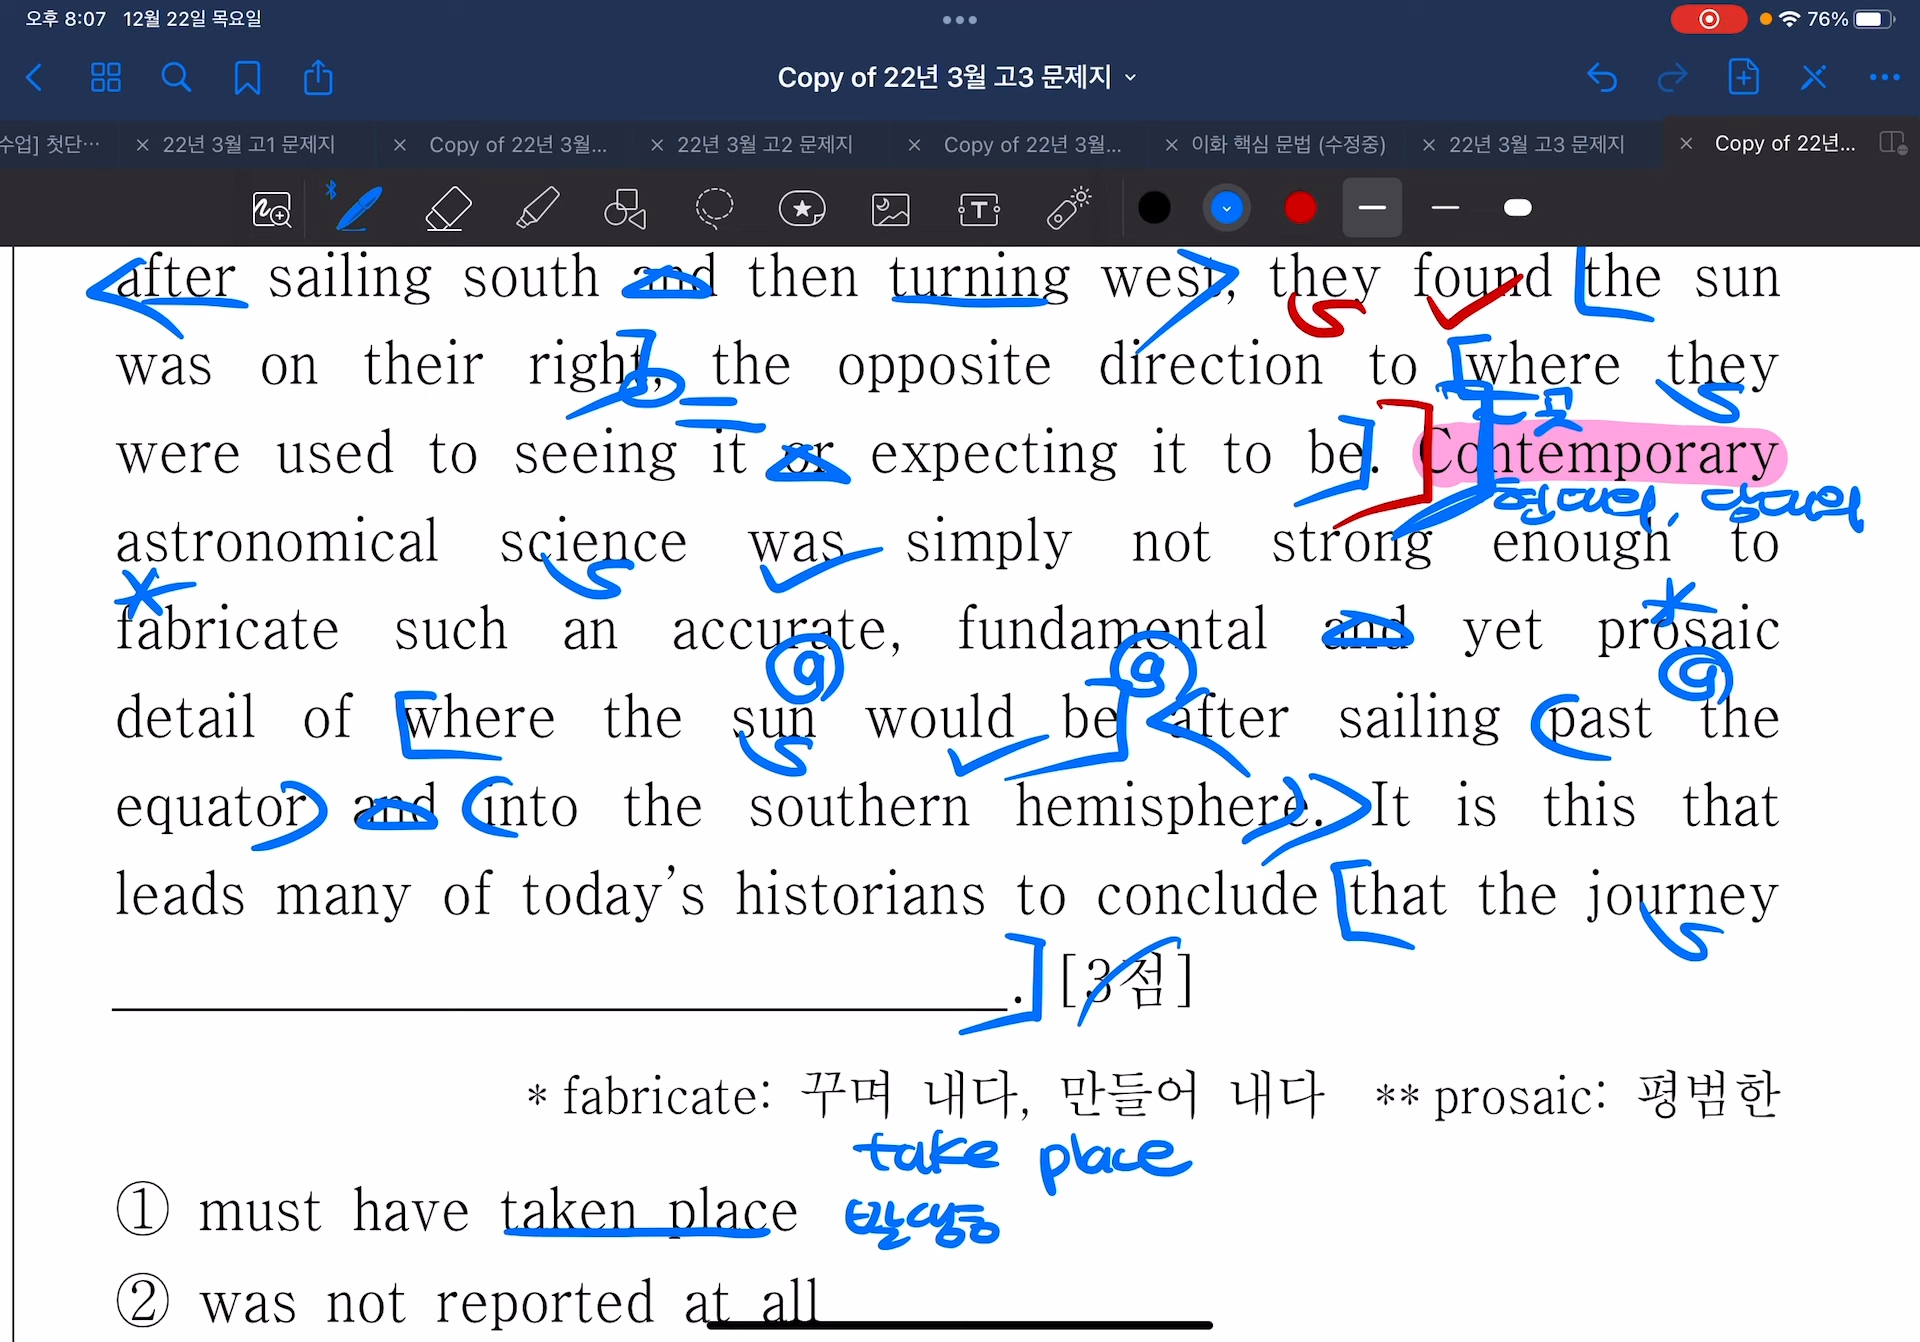 오후 8:07 12월 22일 목요일
76%
Copy of 22년 3월 고3 문제지
수업] 첫단… × 22년 3월 고1 문제지 × Copy of 22년 3월... × 22년 3월 고2 문제지 × Copy of 22년 3월... × 이화 핵심 문법 (수정중) × 22년 3월 고3 문제지 × Copy of 22년...
after sailing south and then turning west, they found the sun
was on their right, the opposite direction to where they
were used to seeing it or expecting it to be. Contemporary
현대의, 당대의
astronomical science was simply not strong enough to
fabricate such an accurate, fundamental and yet prosaic
detail of where the sun would be after sailing past the
equator and into the southern hemisphere. It is this that
leads many of today's historians to conclude that the journey
. [3점]
* fabricate: 꾸며 내다, 만들어 내다 ** prosaic: 평범한
take place
① must have taken place 발생
② was not reported at all